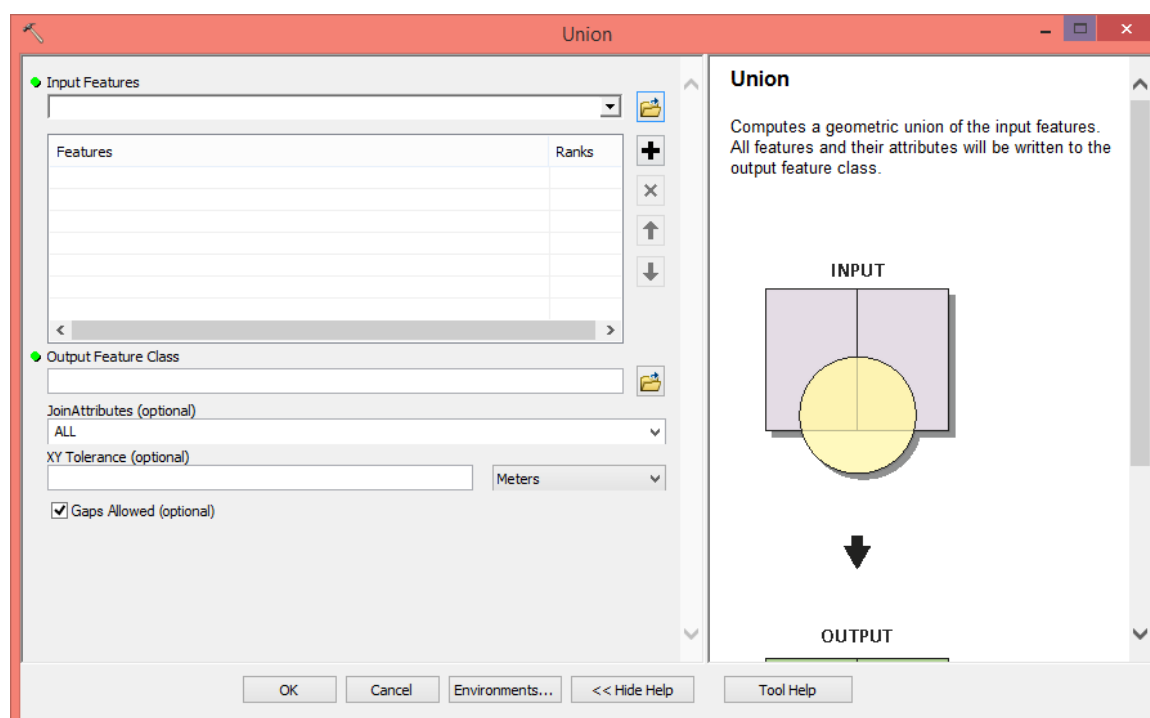 Union
Input Features
Features Ranks
Output Feature Class
JoinAttributes (optional)
ALL
XY Tolerance (optional)
Meters
Gaps Allowed (optional)
Union
Computes a geometric union of the input features.
All features and their attributes will be written to the
output feature class.
INPUT
OUTPUT
OK Cancel Environments... << Hide Help Tool Help